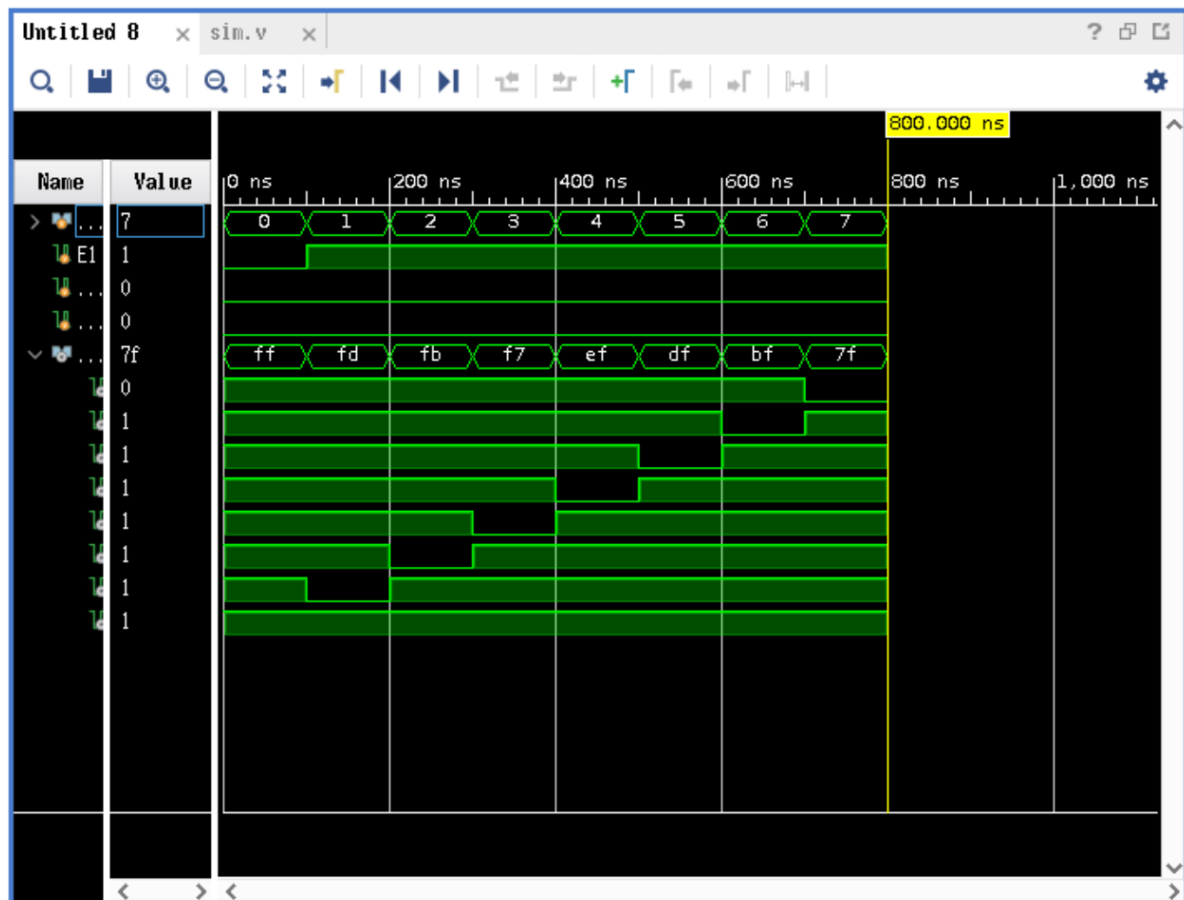 Untitled 8 × sim.v ×
800.000 ns
Name Value 0 ns 200 ns 400 ns 600 ns 800 ns 1,000 ns
... 7 0 1 2 3 4 5 6 7
E1 1
... 0
... 0
... 7f ff fd fb f7 ef df bf 7f
0
1
1
1
1
1
1
1